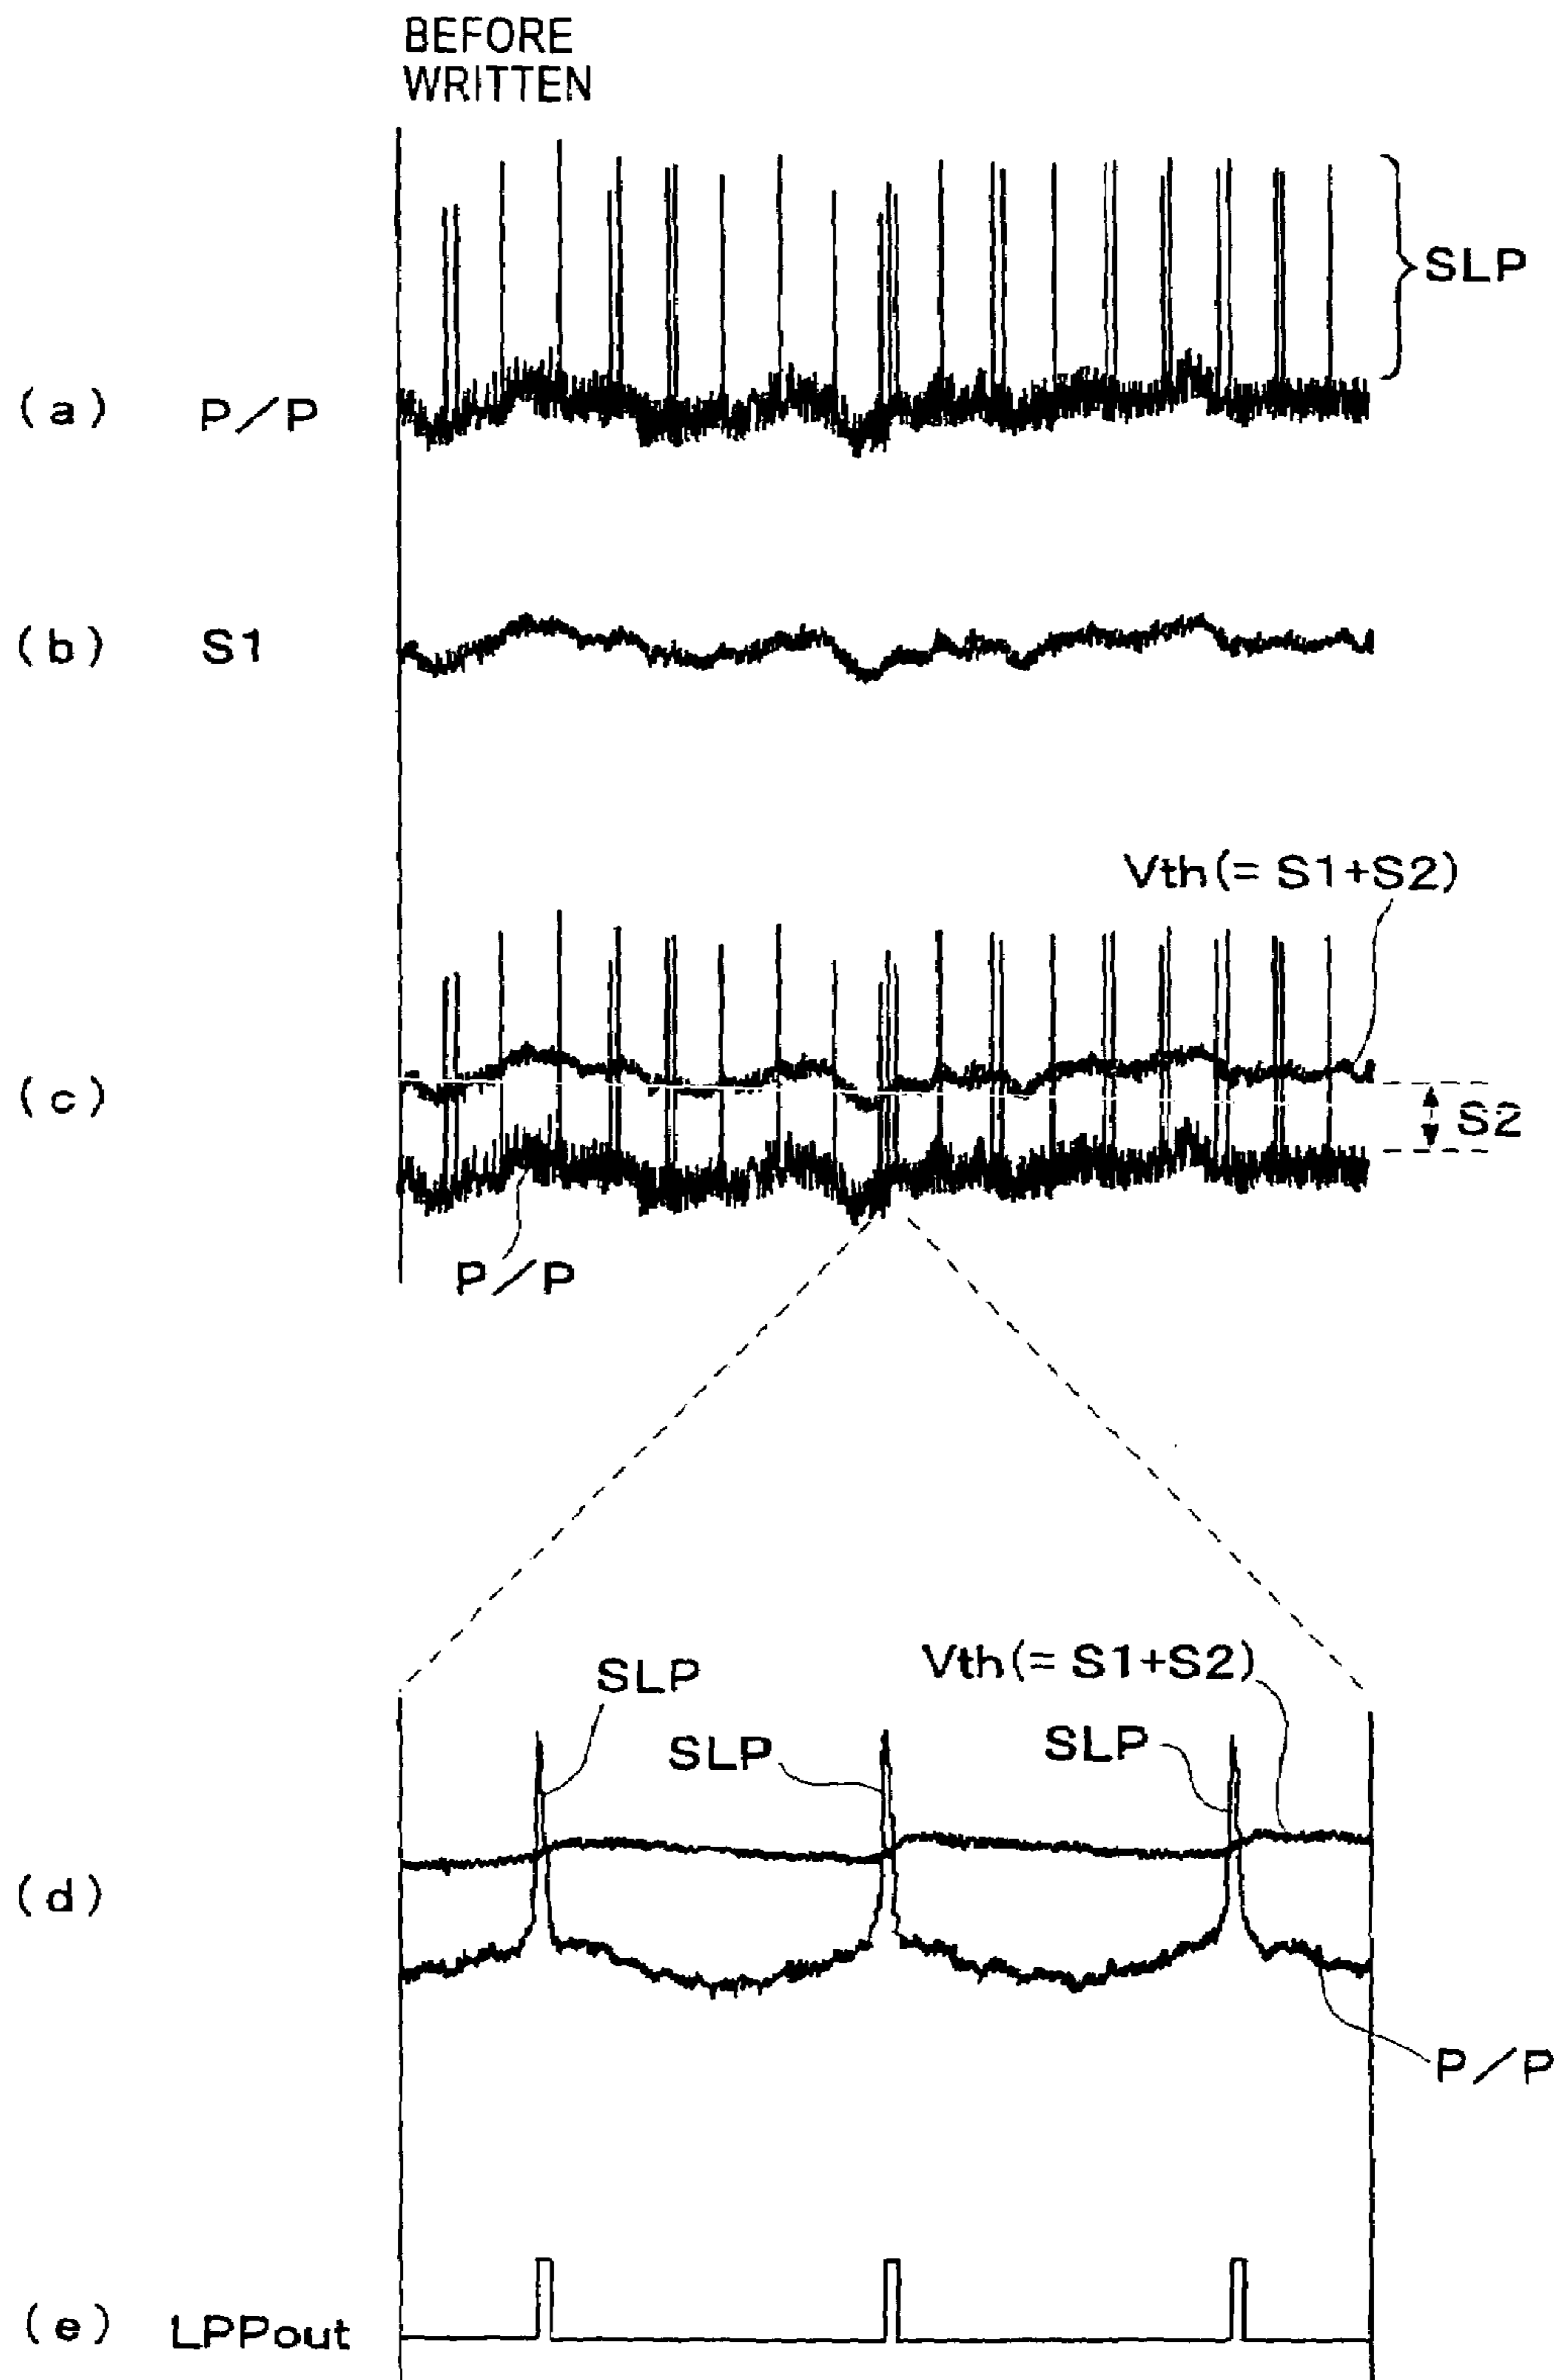 BEFORE
WRITTEN
SLP
(a) P/P
(b) S1
Vth(= S1+S2)
(c)
S2
P/P
SLP
Vth(= S1+S2)
SLP
SLP
(d)
P/P
(e) LPPout